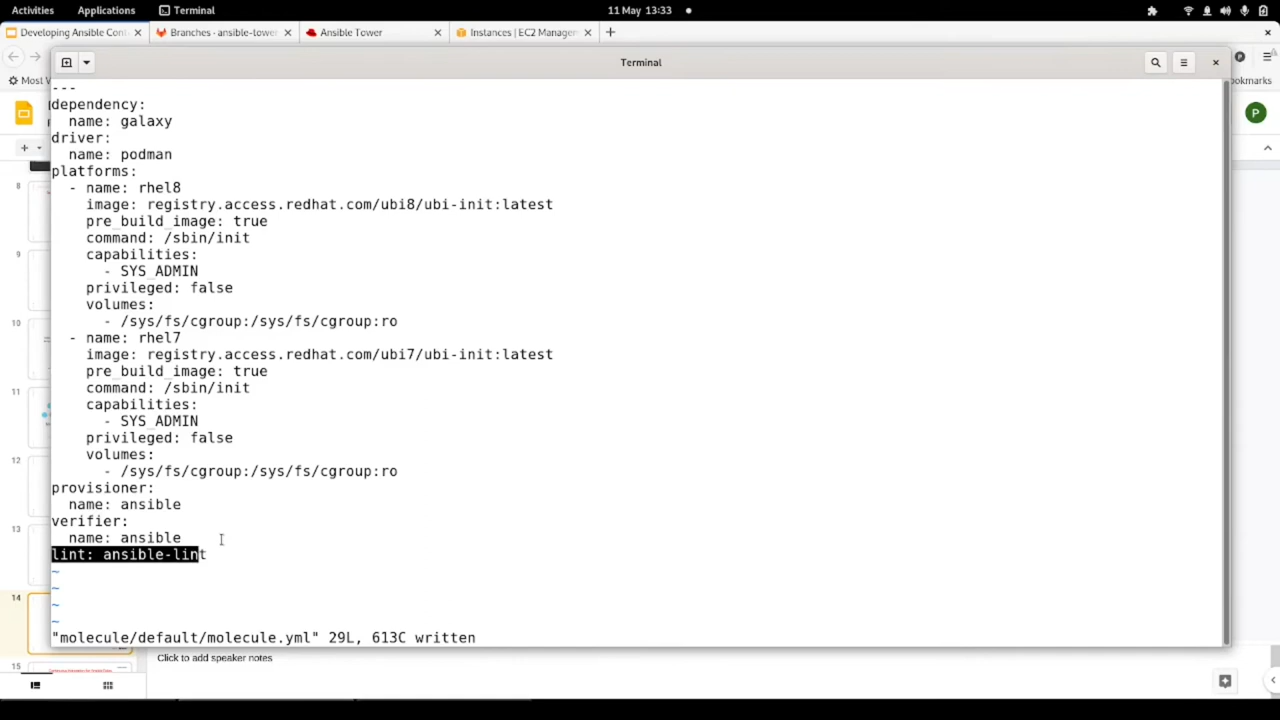 Activities Applications Terminal 11 May 13:33
Developing Ansible Con Branches · ansible-tower Ansible Tower Instances | EC2 Managem
Most V
Terminal
ookmarks
P
P
---
dependency:
  name: galaxy
driver:
  name: podman
platforms:
  - name: rhel8
    image: registry.access.redhat.com/ubi8/ubi-init:latest
    pre_build_image: true
    command: /sbin/init
    capabilities:
      - SYS_ADMIN
    privileged: false
    volumes:
      - /sys/fs/cgroup:/sys/fs/cgroup:ro
  - name: rhel7
    image: registry.access.redhat.com/ubi7/ubi-init:latest
    pre_build_image: true
    command: /sbin/init
    capabilities:
      - SYS_ADMIN
    privileged: false
    volumes:
      - /sys/fs/cgroup:/sys/fs/cgroup:ro
provisioner:
  name: ansible
verifier:
  name: ansible
lint: ansible-lint
~
~
~
~
"molecule/default/molecule.yml" 29L, 613C written
8
9
10
11
12
13
14
15
Click to add speaker notes